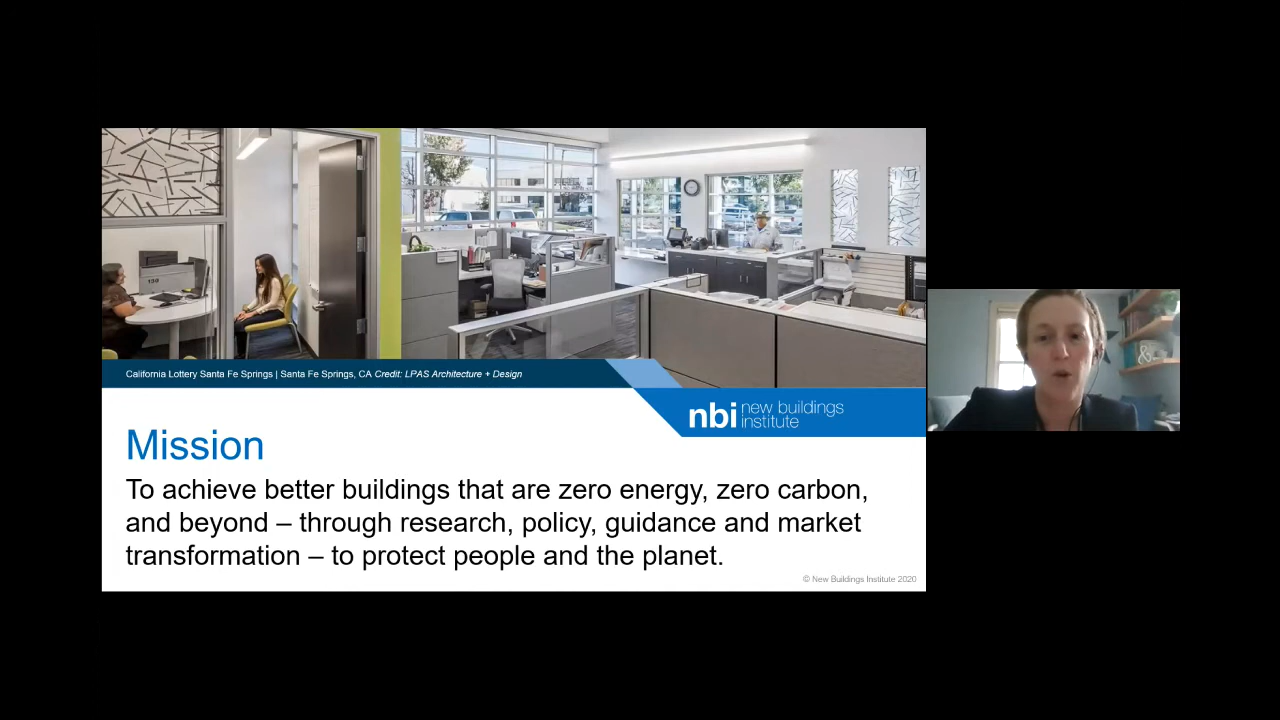 California Lottery Santa Fe Springs | Santa Fe Springs, CA Credit: LPAS Architecture + Design
nbi new buildings
institute
Mission
To achieve better buildings that are zero energy, zero carbon,
and beyond – through research, policy, guidance and market
transformation – to protect people and the planet.
© New Buildings Institute 2020